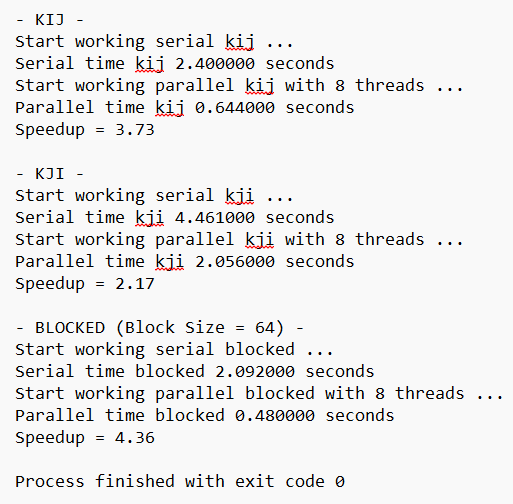 - KIJ -
Start working serial kij ...
Serial time kij 2.400000 seconds
Start working parallel kij with 8 threads ...
Parallel time kij 0.644000 seconds
Speedup = 3.73
- KJI -
Start working serial kji ...
Serial time kji 4.461000 seconds
Start working parallel kji with 8 threads ...
Parallel time kji 2.056000 seconds
Speedup = 2.17
- BLOCKED (Block Size = 64) -
Start working serial blocked ...
Serial time blocked 2.092000 seconds
Start working parallel blocked with 8 threads ...
Parallel time blocked 0.480000 seconds
Speedup = 4.36
Process finished with exit code 0